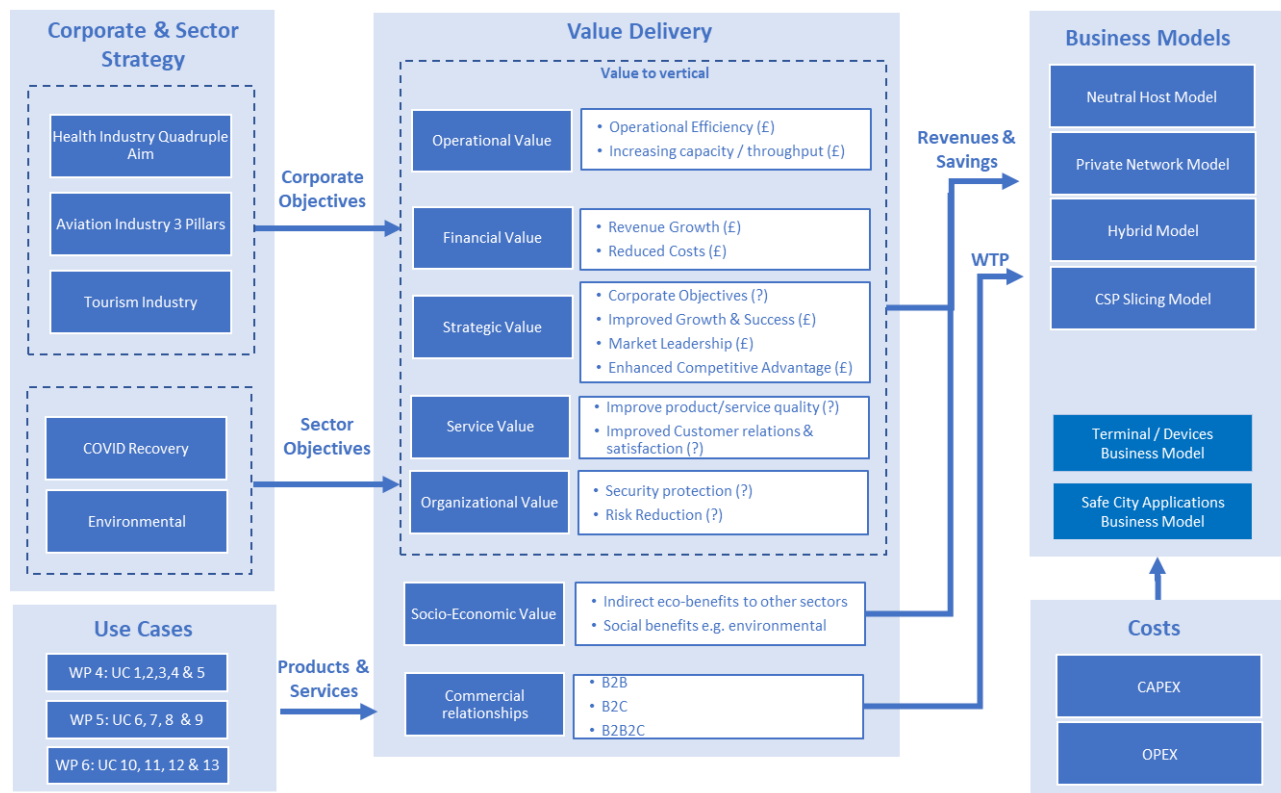 Corporate & Sector
Strategy
Health Industry Quadruple
Aim
Aviation Industry 3 Pillars
Tourism Industry
COVID Recovery
Environmental
Use Cases
WP 4: UC 1,2,3,4 & 5
WP 5: UC 6, 7, 8 & 9
WP 6: UC 10, 11, 12 & 13
Corporate
Objectives
Sector
Objectives
Products &
Services
Value Delivery
Value to vertical
Operational Value
• Operational Efficiency (£)
• Increasing capacity / throughput (£)
Financial Value
• Revenue Growth (£)
• Reduced Costs (£)
Strategic Value
• Corporate Objectives (?)
• Improved Growth & Success (£)
• Market Leadership (£)
• Enhanced Competitive Advantage (£)
Service Value
• Improve product/service quality (?)
• Improved Customer relations &
satisfaction (?)
Organizational Value
• Security protection (?)
• Risk Reduction (?)
Socio-Economic Value
• Indirect eco-benefits to other sectors
• Social benefits e.g. environmental
Commercial
relationships
• B2B
• B2C
• B2B2C
Revenues &
Savings
WTP
Business Models
Neutral Host Model
Private Network Model
Hybrid Model
CSP Slicing Model
Terminal / Devices
Business Model
Safe City Applications
Business Model
Costs
CAPEX
OPEX